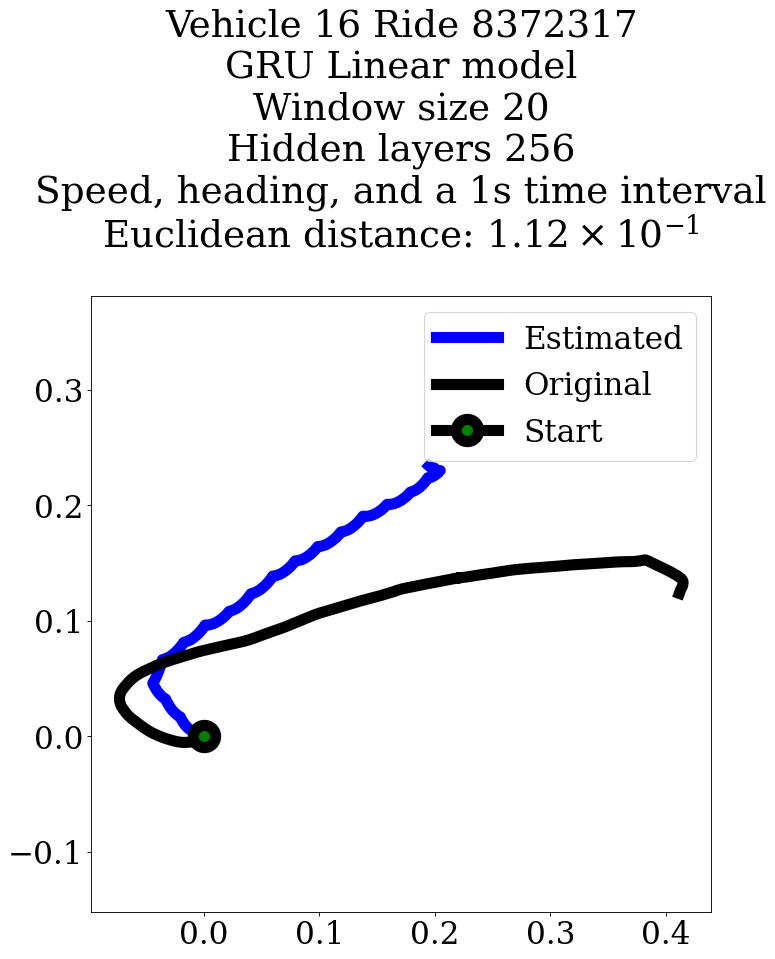 Vehicle 16 Ride 8372317
GRU Linear model
Window size 20
Hidden layers 256
Speed, heading, and a 1s time interval
Euclidean distance: 1.12 × 10⁻¹
Estimated
Original
Start
0.3
0.2
0.1
0.0
−0.1
0.0 0.1 0.2 0.3 0.4